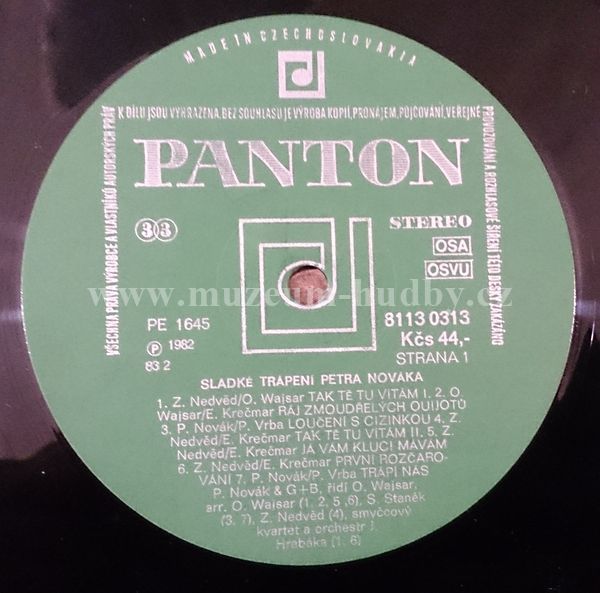 MADE IN CZECHOSLOVAKIA
K DÍLU JSOU VYHRAZENA. BEZ SOUHLASU JE VÝROBA KOPIÍ, PRONÁJEM, PŮJČOVÁNÍ, VEŘEJNÉ
PROVOZOVÁNÍ A ROZHLASOVÉ ŠÍŘENÍ TÉTO DESKY ZAKÁZÁNO
VŠECHNA PRÁVA VÝROBCE A VLASTNÍKŮ AUTORSKÝCH PRÁV
PANTON
33
STEREO
OSA
OSVU
www.muzeum-hudby.cz
PE 1645
8113 0313
Ⓟ 1982
Kčs 44,-
83 2
STRANA 1
SLADKÉ TRÁPENÍ PETRA NOVÁKA
1. Z. Nedvěd/O. Wajsar TAK TĚ TU VÍTÁM I. 2. O.
Wajsar/E. Krečmar RÁJ ZMOUDŘELÝCH QUIJOTŮ
3. P. Novák/P. Vrba LOUČENÍ S CIZINKOU 4. Z.
Nedvěd/E. Krečmar TAK TĚ TU VÍTÁM II. 5. Z.
Nedvěd/E. Krečmar JÁ VÁM KLUCI MÁVÁM
6. Z. Nedvěd/E. Krečmar PRVNÍ ROZČARO-
VÁNÍ 7. P. Novák/P. Vrba TRÁPÍ NÁS
P. Novák & G+B, řídí O. Wajsar,
arr. O. Wajsar (1, 2, 5, 6), S. Staněk
(3, 7), Z. Nedvěd (4), smyčcový
kvartet a orchestr J.
Hrabáka (1, 6)